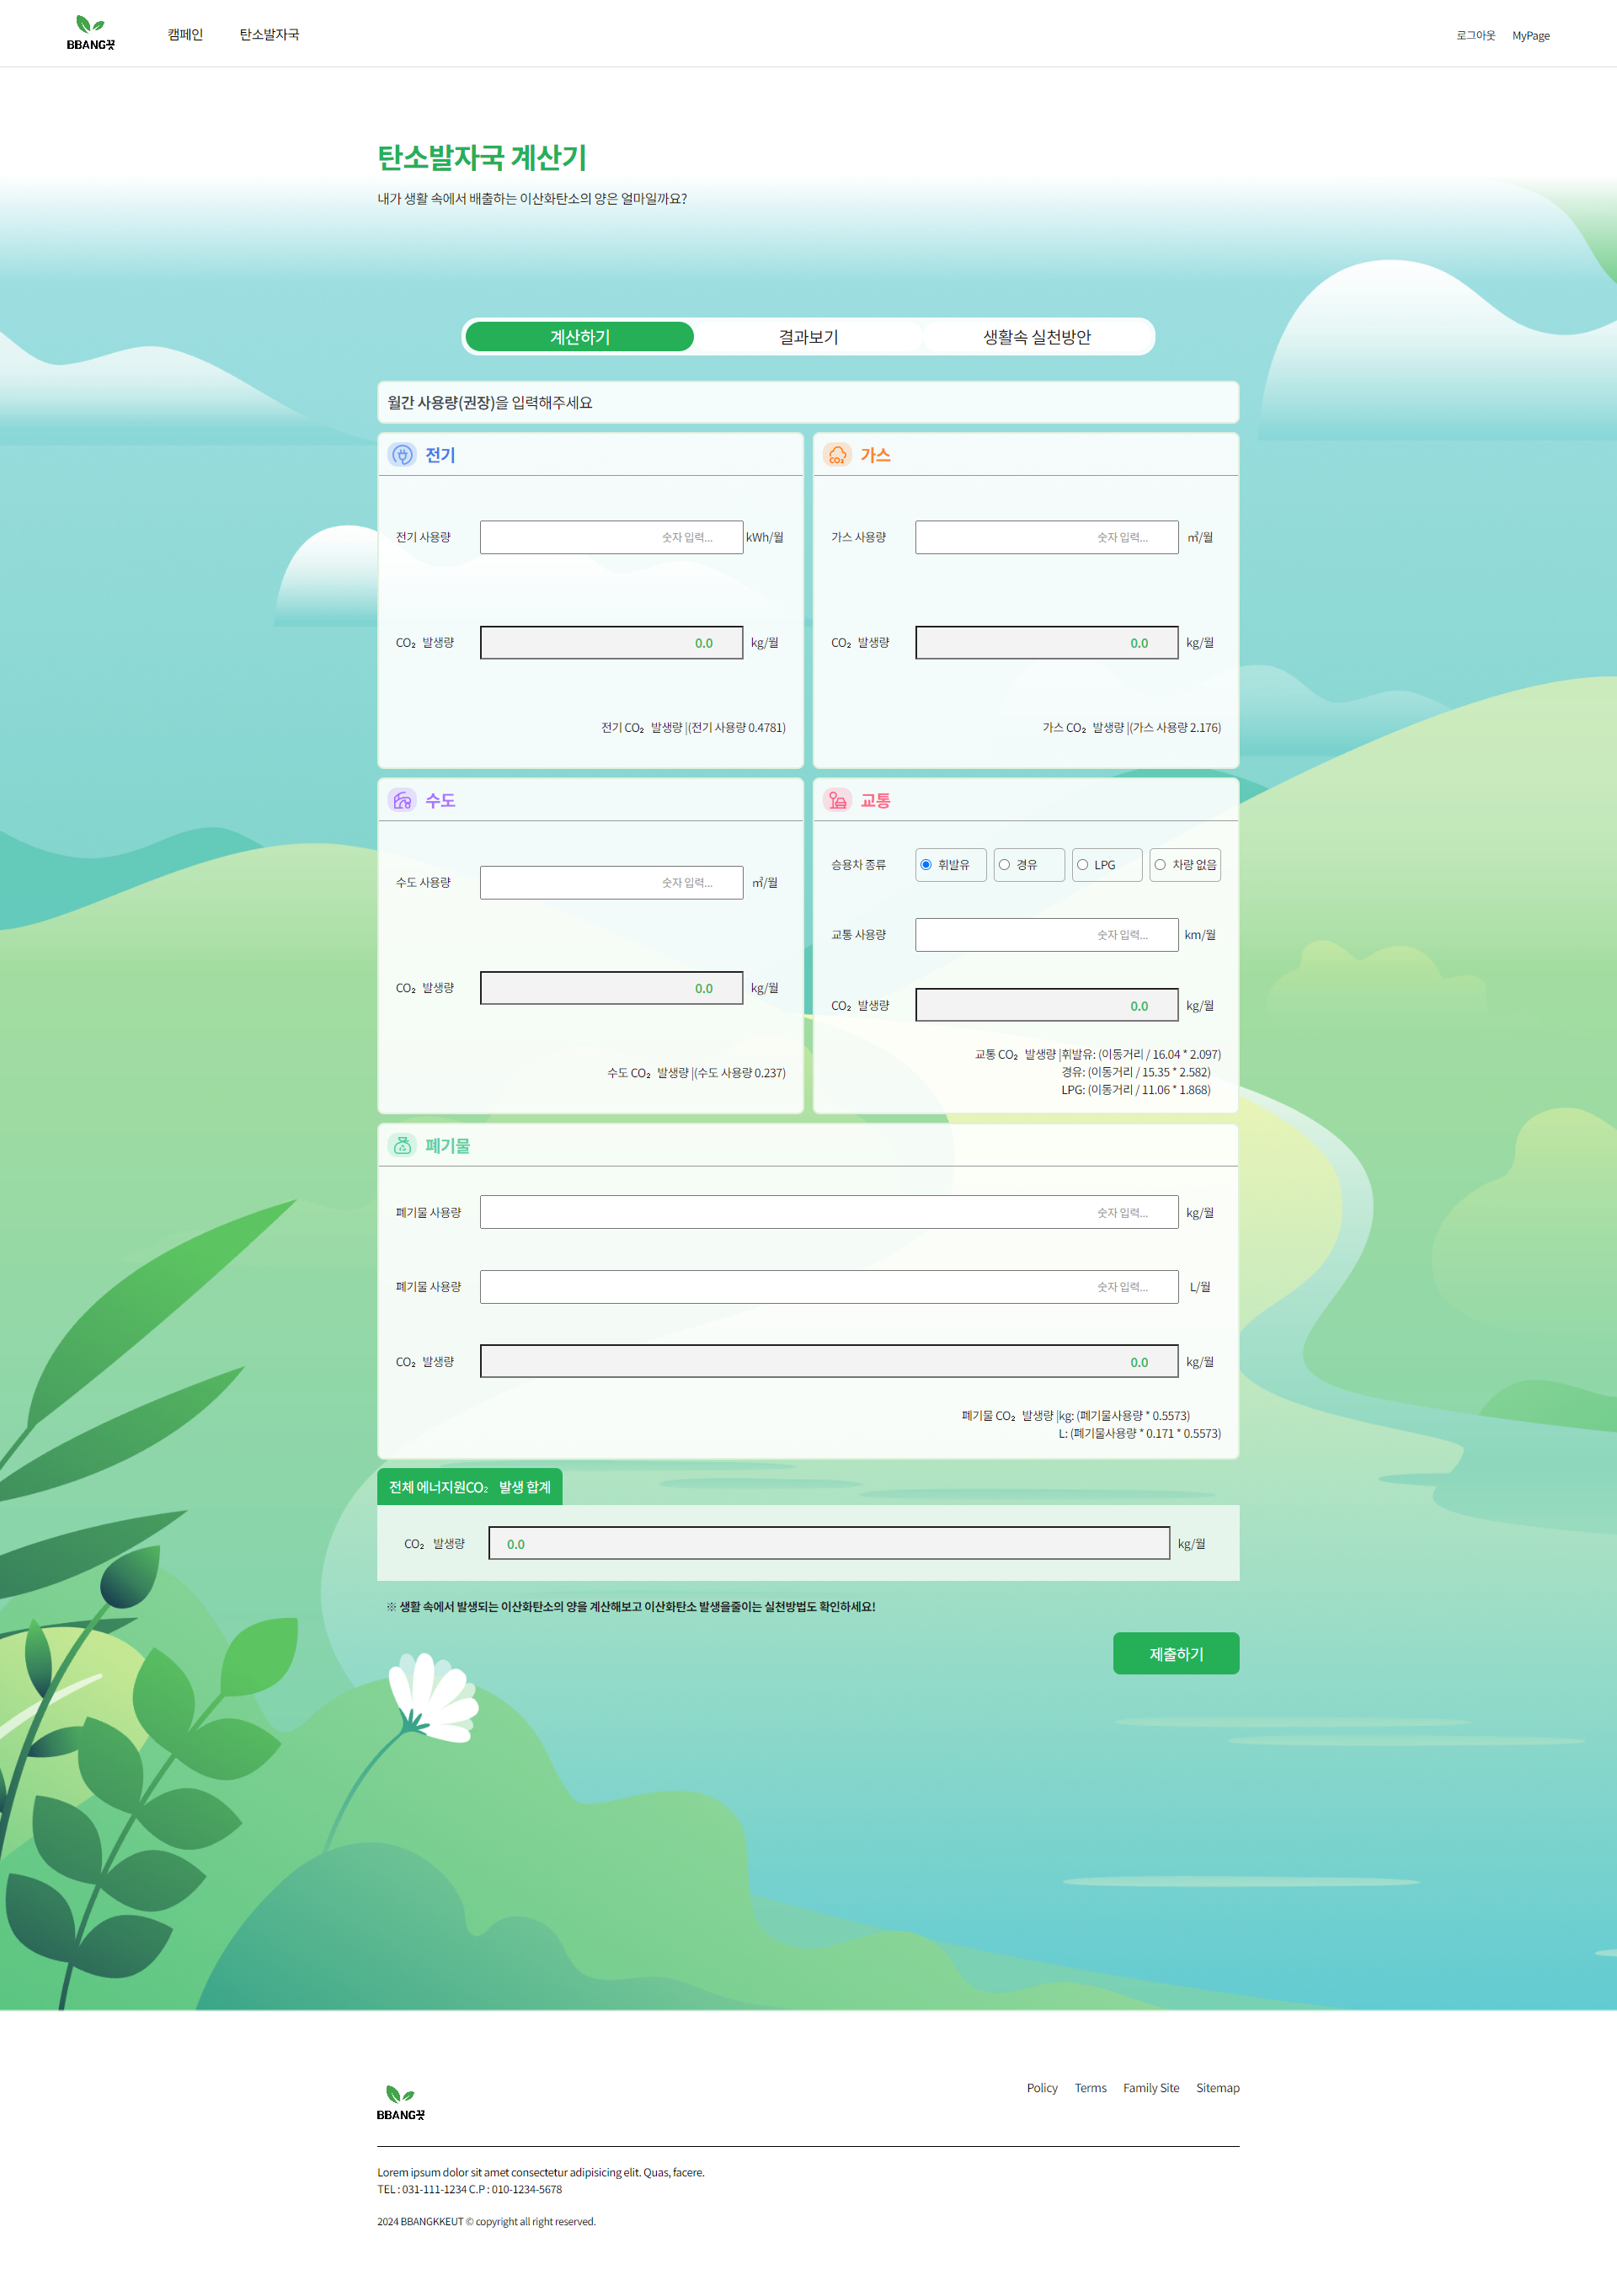 BBANG끗
캠페인 탄소발자국
로그아웃 MyPage
탄소발자국 계산기
내가 생활 속에서 배출하는 이산화탄소의 양은 얼마일까요?
계산하기 결과보기 생활속 실천방안
월간 사용량(권장)을 입력해주세요
전기
전기 사용량 숫자 입력... kWh/월
CO₂ 발생량 0.0 kg/월
전기 CO₂ 발생량 |(전기 사용량 0.4781)
가스
가스 사용량 숫자 입력... ㎥/월
CO₂ 발생량 0.0 kg/월
가스 CO₂ 발생량 |(가스 사용량 2.176)
수도
수도 사용량 숫자 입력... ㎥/월
CO₂ 발생량 0.0 kg/월
수도 CO₂ 발생량 |(수도 사용량 0.237)
교통
승용차 종류 휘발유 경유 LPG 차량 없음
교통 사용량 숫자 입력... km/월
CO₂ 발생량 0.0 kg/월
교통 CO₂ 발생량 |휘발유: (이동거리 / 16.04 * 2.097)
경유: (이동거리 / 15.35 * 2.582)
LPG: (이동거리 / 11.06 * 1.868)
폐기물
폐기물 사용량 숫자 입력... kg/월
폐기물 사용량 숫자 입력... L/월
CO₂ 발생량 0.0 kg/월
폐기물 CO₂ 발생량 |kg: (폐기물사용량 * 0.5573)
L: (폐기물사용량 * 0.171 * 0.5573)
전체 에너지원CO₂ 발생 합계
CO₂ 발생량 0.0 kg/월
※ 생활 속에서 발생되는 이산화탄소의 양을 계산해보고 이산화탄소 발생을줄이는 실천방법도 확인하세요!
제출하기
BBANG끗
Policy Terms Family Site Sitemap
Lorem ipsum dolor sit amet consectetur adipisicing elit. Quas, facere.
TEL : 031-111-1234 C.P : 010-1234-5678
2024 BBANGKKEUT © copyright all right reserved.